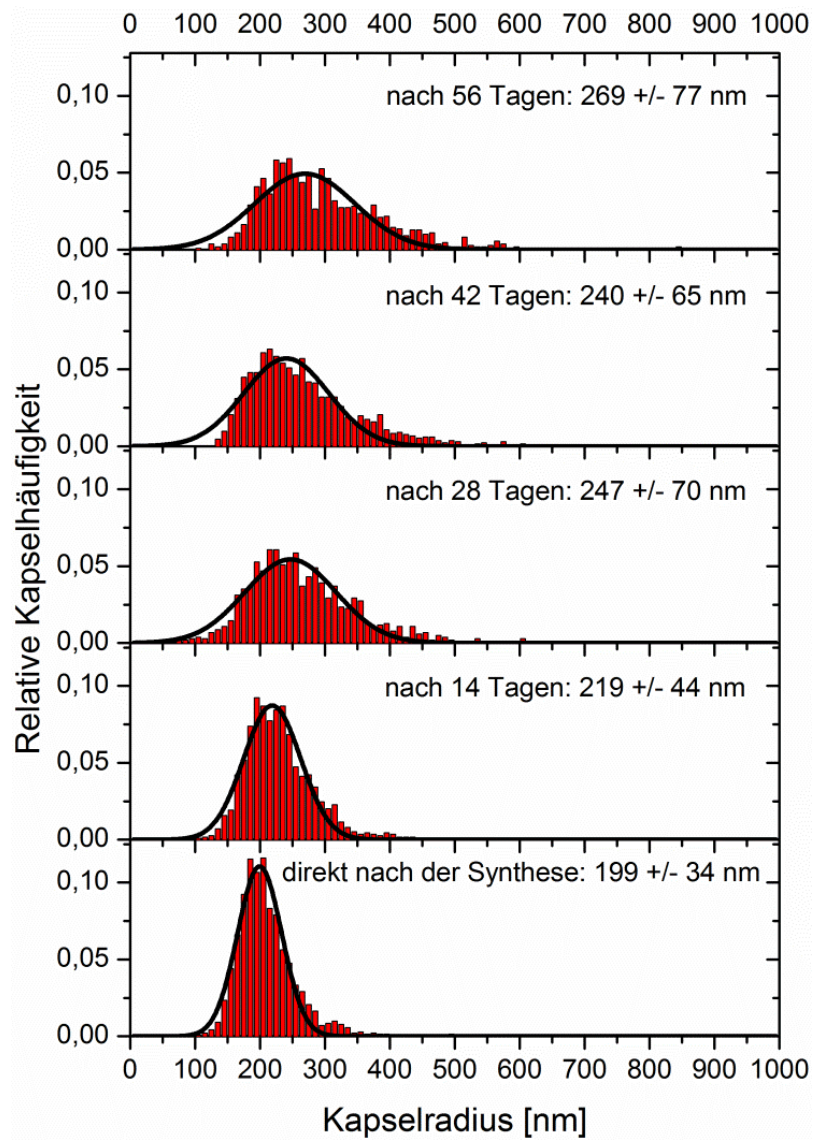 0 100 200 300 400 500 600 700 800 900 1000
nach 56 Tagen: 269 +/- 77 nm
0,10
0,05
0,00
nach 42 Tagen: 240 +/- 65 nm
0,10
0,05
0,00
nach 28 Tagen: 247 +/- 70 nm
0,10
0,05
0,00
nach 14 Tagen: 219 +/- 44 nm
0,10
0,05
0,00
direkt nach der Synthese: 199 +/- 34 nm
0,10
0,05
0,00
Relative Kapselhäufigkeit
0 100 200 300 400 500 600 700 800 900 1000
Kapselradius [nm]